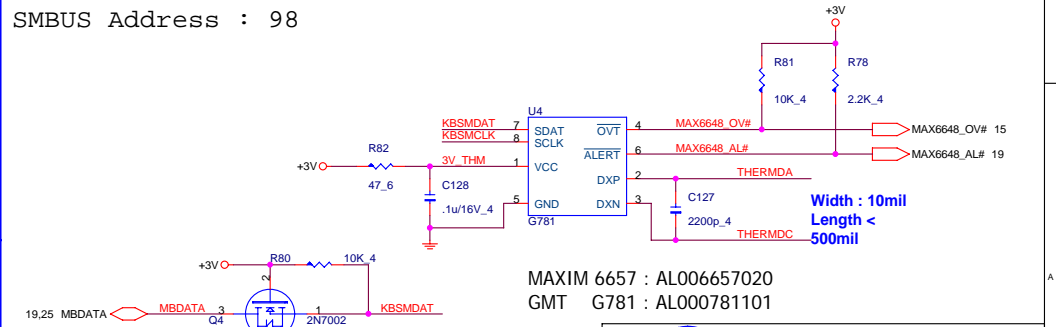 SMBUS Address : 98
+3V
R81
R78
10K_4
2.2K_4
U4
KBSMDAT
7
SDAT
OVT
4
MAX6648_OV#
MAX6648_OV# 15
KBSMCLK
8
SCLK
R82
+3V
3V_THM
1
VCC
ALERT
6
MAX6648_AL#
MAX6648_AL# 19
47_6
C128
.1u/16V_4
DXP
2
THERMDA
C127
2200p_4
5
GND
DXN
3
G781
THERMDC
Width : 10mil
Length <
500mil
+3V
R80
10K_4
2
MAXIM 6657 : AL006657020
GMT G781 : AL000781101
A
19,25 MBDATA
MBDATA
3
1
KBSMDAT
Q4
2N7002